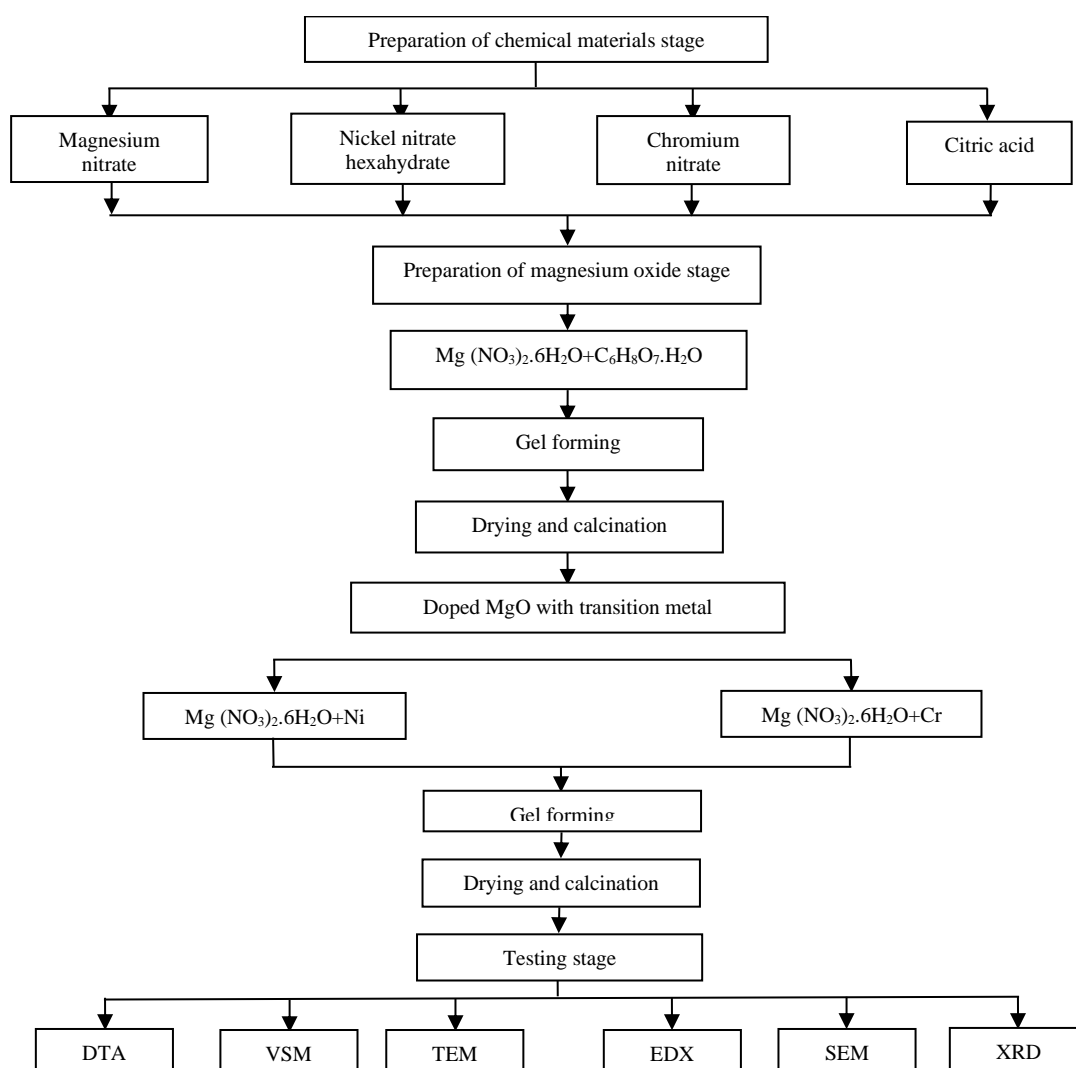 Preparation of chemical materials stage
Magnesium
nitrate
Nickel nitrate
hexahydrate
Chromium
nitrate
Citric acid
Preparation of magnesium oxide stage
Mg (NO₃)₂.6H₂O+C₆H₈O₇.H₂O
Gel forming
Drying and calcination
Doped MgO with transition metal
Mg (NO₃)₂.6H₂O+Ni
Mg (NO₃)₂.6H₂O+Cr
Gel forming
Drying and calcination
Testing stage
DTA
VSM
TEM
EDX
SEM
XRD